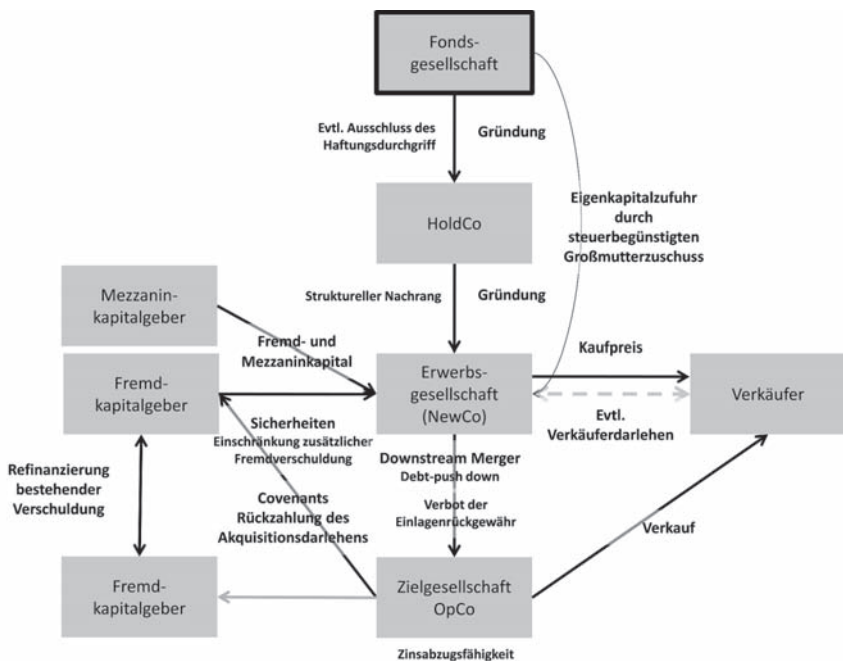 Fonds-
gesellschaft
Evtl. Ausschluss des
Haftungsdurchgriff
Gründung
HoldCo
Eigenkapitalzufuhr
durch
steuerbegünstigten
Großmutterzuschuss
Struktureller Nachrang
Gründung
Mezzanin-
kapitalgeber
Fremd- und
Mezzaninkapital
Kaufpreis
Fremd-
kapitalgeber
Erwerbs-
gesellschaft
(NewCo)
Verkäufer
Evtl.
Verkäuferdarlehen
Sicherheiten
Einschränkung zusätzlicher
Fremdverschuldung
Downstream Merger
Debt-push down
Refinanzierung
bestehender
Verschuldung
Covenants
Rückzahlung des
Akquisitionsdarlehens
Verbot der
Einlagenrückgewähr
Verkauf
Fremd-
kapitalgeber
Zielgesellschaft
OpCo
Zinsabzugsfähigkeit